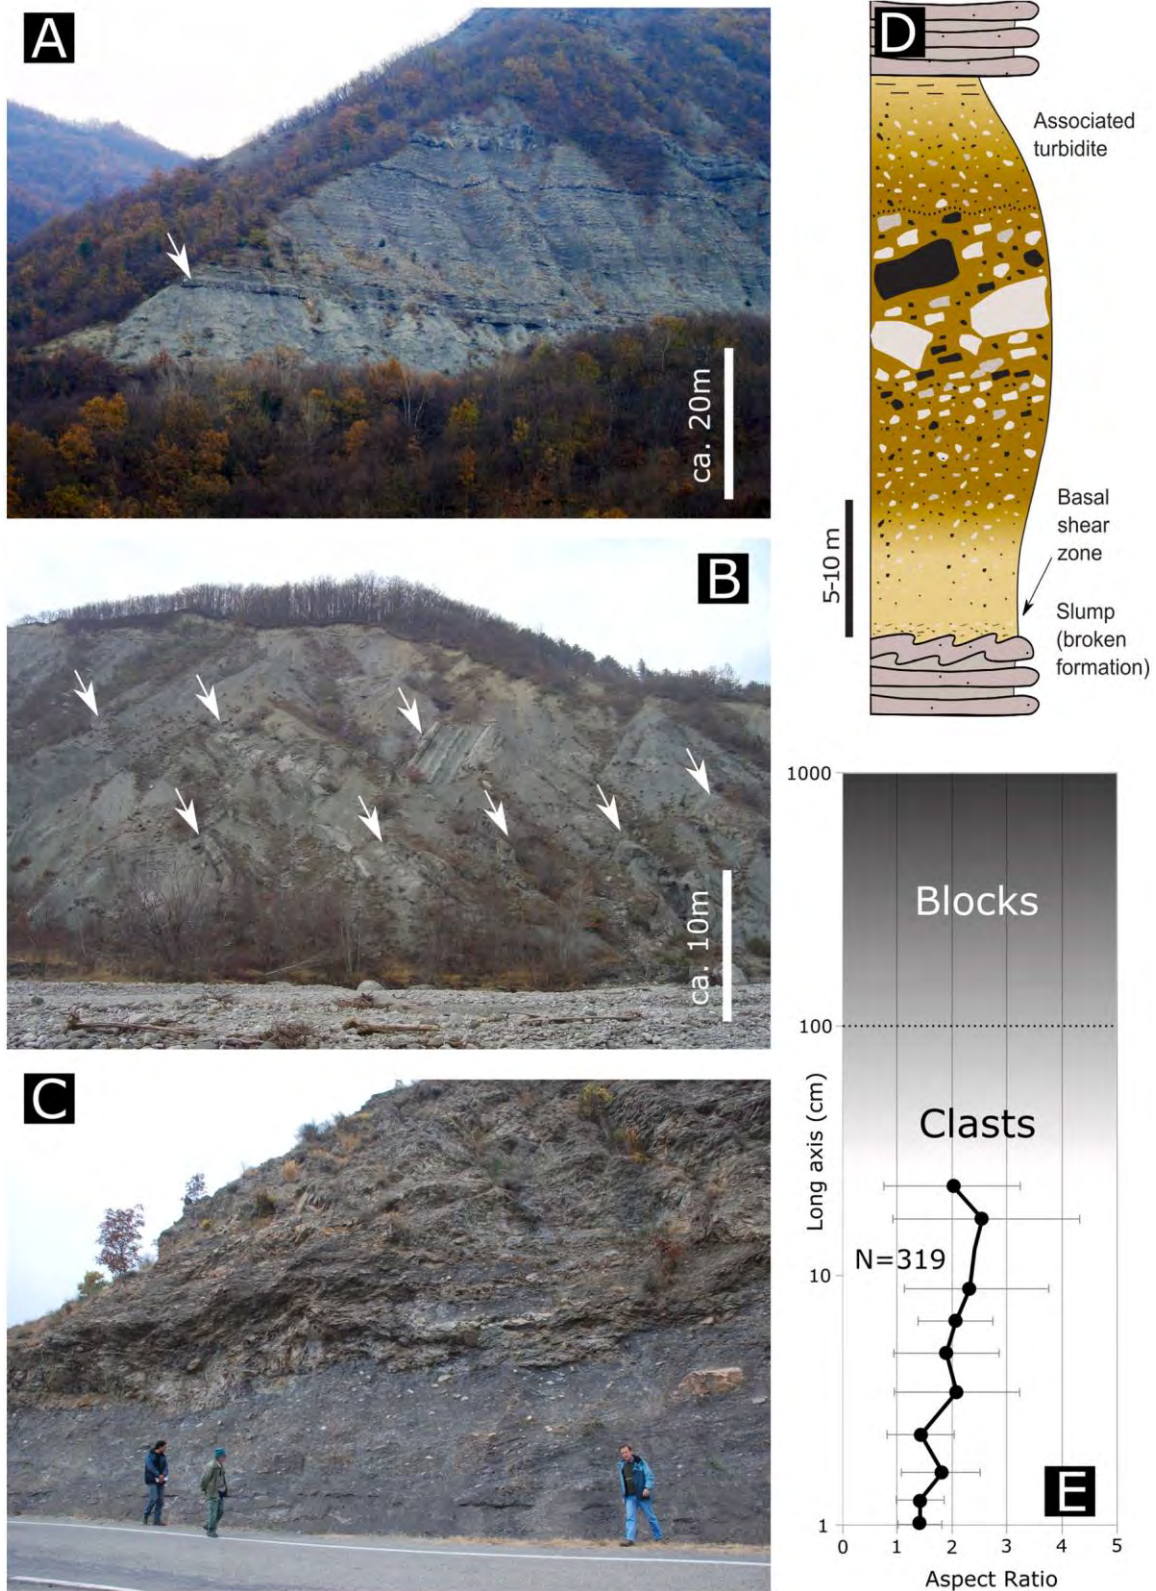 A
ca. 20m
B
ca. 10m
C
D
Associated
turbidite
5-10 m
Basal
shear
zone
Slump
(broken
formation)
1000
Blocks
100
Clasts
Long axis (cm)
N=319
10
E
1
0 1 2 3 4 5
Aspect Ratio